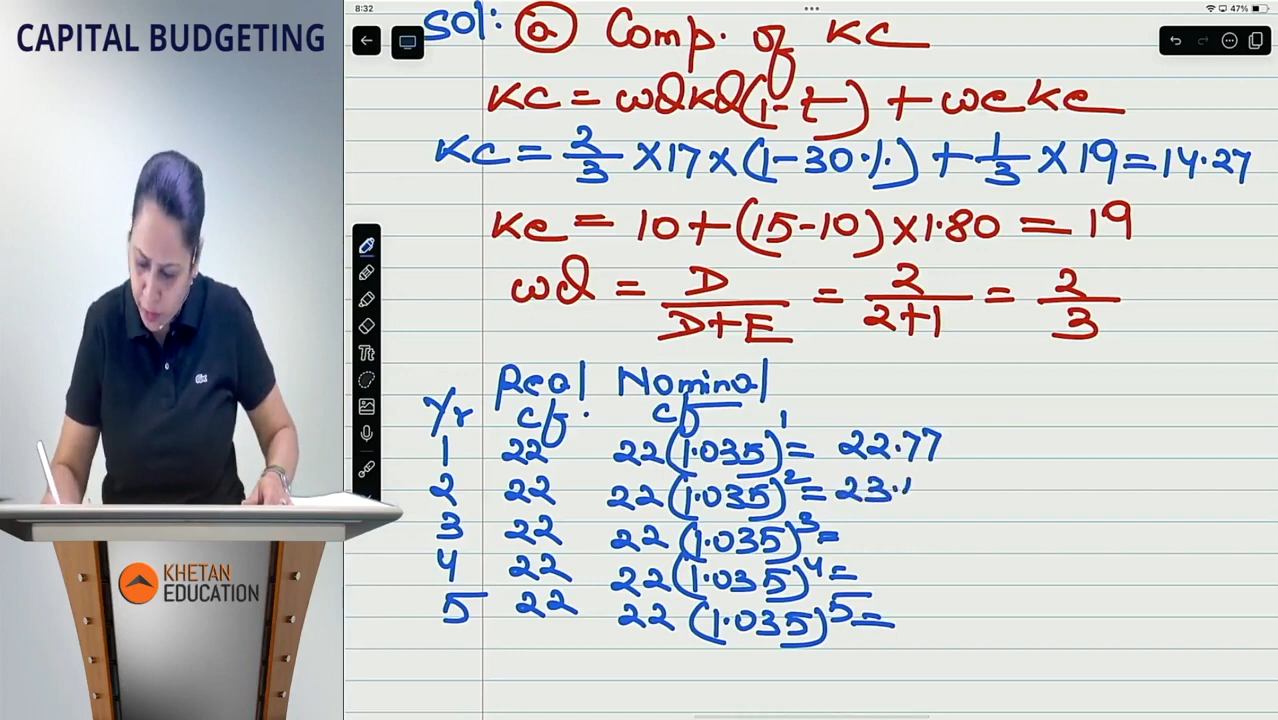 CAPITAL BUDGETING
8:32
47%
Sol: (a) Comp. of KC
KC = wdkd(1-t) + weke
KC = 2/3 × 17 × (1-30%) + 1/3 × 19 = 14.27
Ke = 10 + (15-10) × 1.80 = 19
wd = D/D+E = 2/2+1 = 2/3
Yr Real cf. Nominal cf
1 22 22(1.035)^1 = 22.77
2 22 22(1.035)^2 = 23.
3 22 22(1.035)^3 =
4 22 22(1.035)^4 =
5 22 22(1.035)^5 =
Tt
KHETAN
EDUCATION